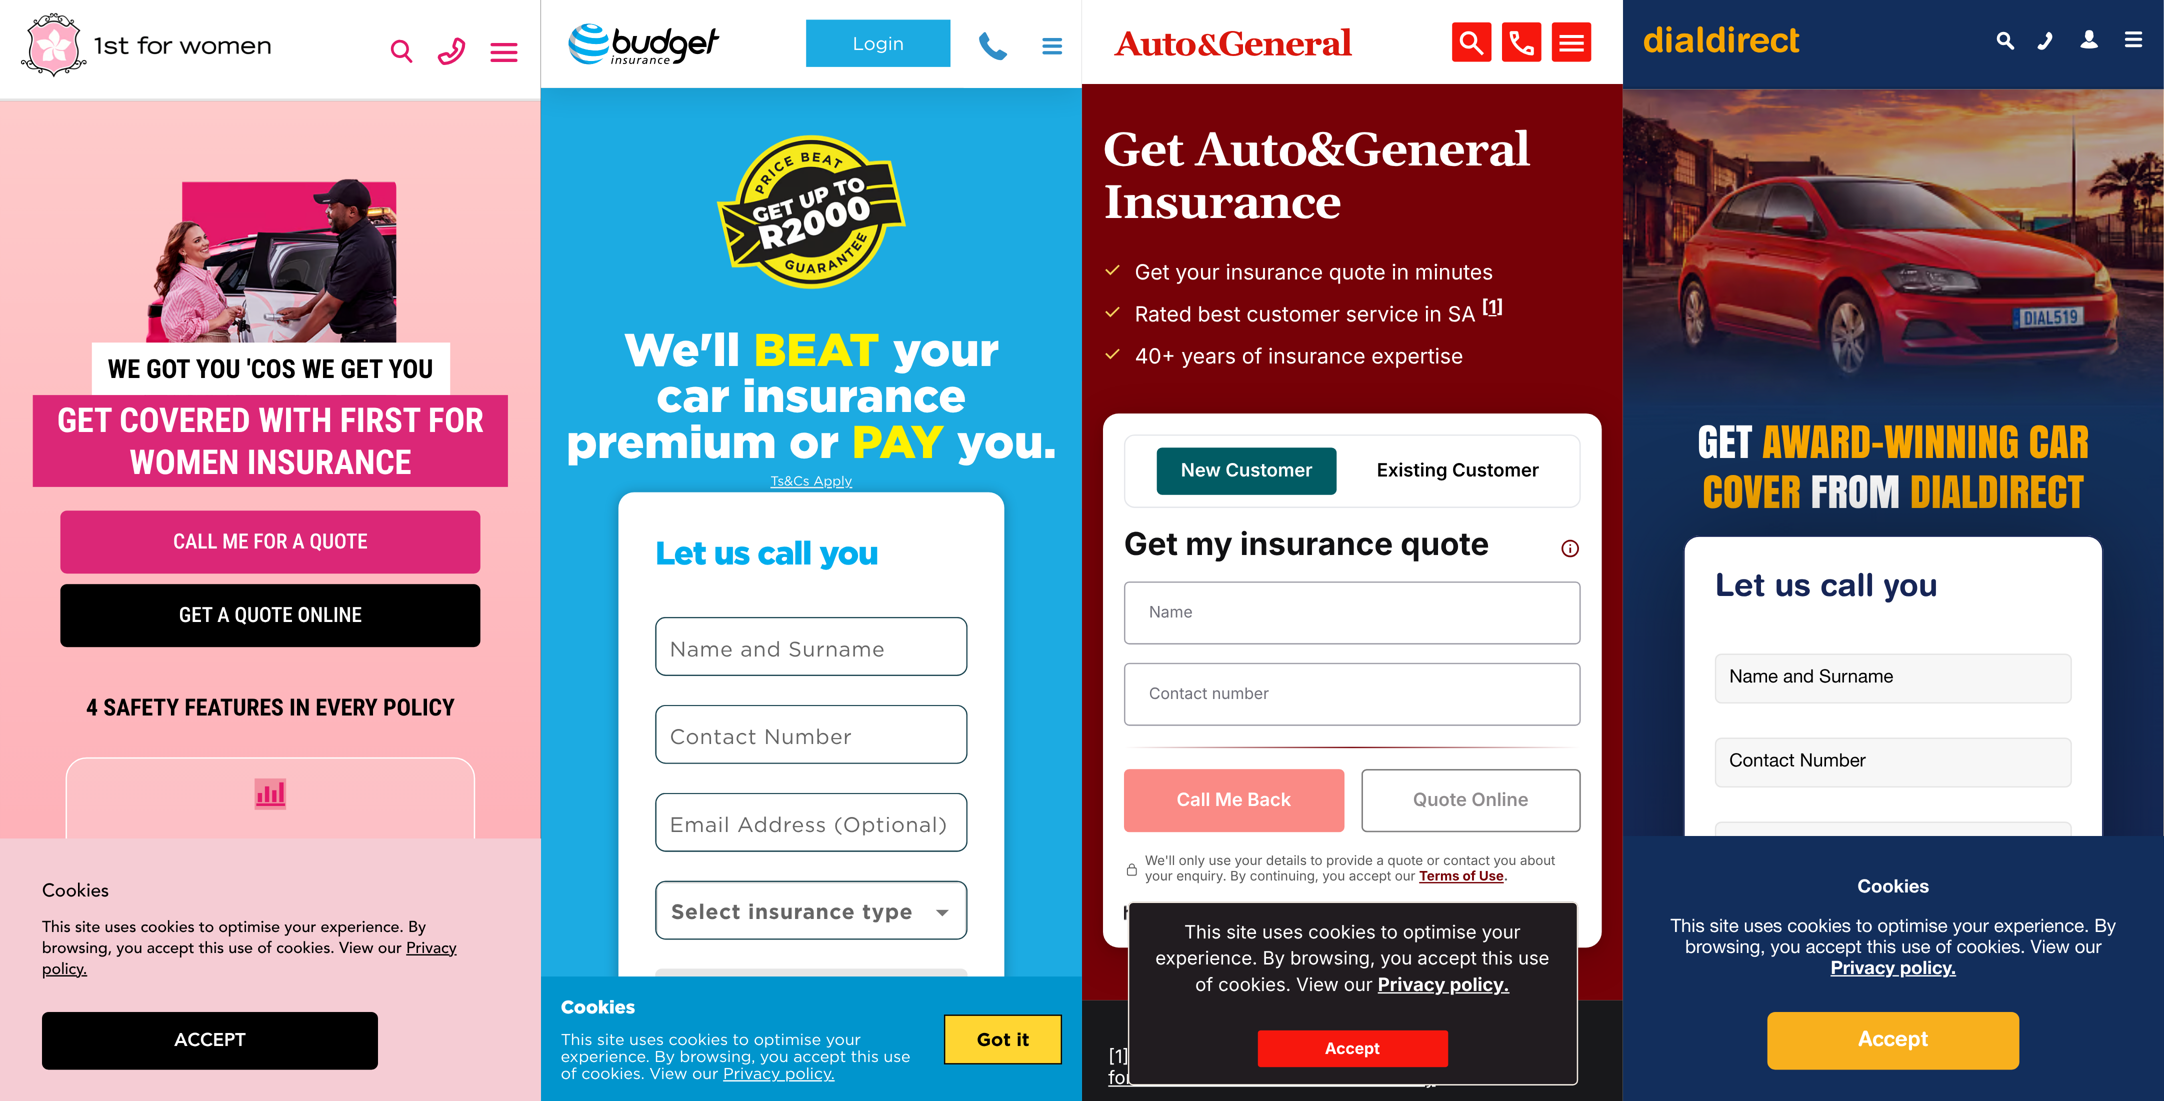 1st for women
WE GOT YOU 'COS WE GET YOU
GET COVERED WITH FIRST FOR
WOMEN INSURANCE
CALL ME FOR A QUOTE
GET A QUOTE ONLINE
4 SAFETY FEATURES IN EVERY POLICY
Cookies
This site uses cookies to optimise your experience. By
browsing, you accept this use of cookies. View our Privacy
policy.
ACCEPT
budget
insurance
Login
PRICE BEAT
GET UP TO
R2000
GUARANTEE
We'll BEAT your
car insurance
premium or PAY you.
Ts&Cs Apply
Let us call you
Name and Surname
Contact Number
Email Address (Optional)
Select insurance type
Cookies
This site uses cookies to optimise your
experience. By browsing, you accept this use
of cookies. View our Privacy policy.
Got it
Auto&General
Get Auto&General
Insurance
Get your insurance quote in minutes
Rated best customer service in SA [1]
40+ years of insurance expertise
New Customer
Existing Customer
Get my insurance quote
Name
Contact number
Call Me Back
Quote Online
We'll only use your details to provide a quote or contact you about
your enquiry. By continuing, you accept our Terms of Use.
This site uses cookies to optimise your
experience. By browsing, you accept this use
of cookies. View our Privacy policy.
Accept
[1]
dialdirect
DIAL519
GET AWARD-WINNING CAR
COVER FROM DIALDIRECT
Let us call you
Name and Surname
Contact Number
Cookies
This site uses cookies to optimise your experience. By
browsing, you accept this use of cookies. View our
Privacy policy.
Accept